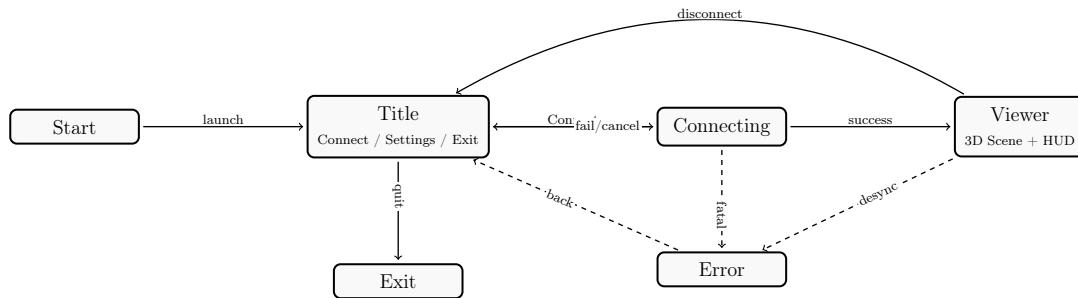 disconnect
Start
launch
Title
Connect / Settings / Exit
fail/cancel
Connecting
success
Viewer
3D Scene + HUD
quit
back
fatal
desync
Exit
Error